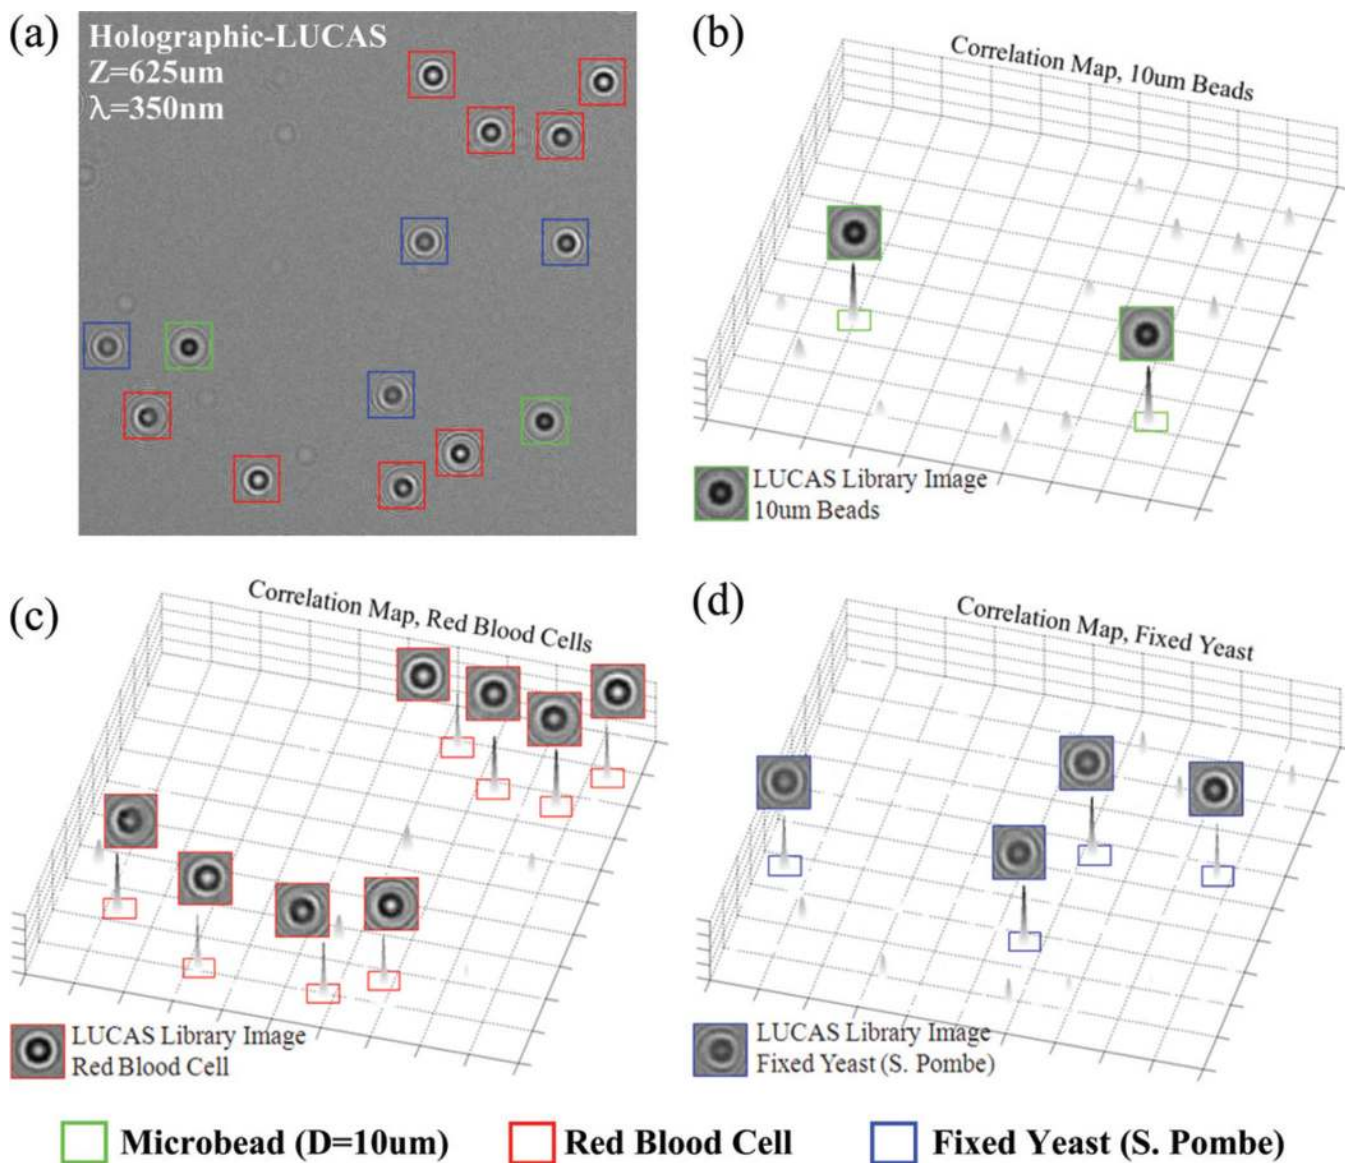 (a)
Holographic-LUCAS
Z=625um
λ=350nm
(b)
Correlation Map, 10um Beads
LUCAS Library Image
10um Beads
(c)
Correlation Map, Red Blood Cells
LUCAS Library Image
Red Blood Cell
(d)
Correlation Map, Fixed Yeast
LUCAS Library Image
Fixed Yeast (S. Pombe)
Microbead (D=10um)
Red Blood Cell
Fixed Yeast (S. Pombe)